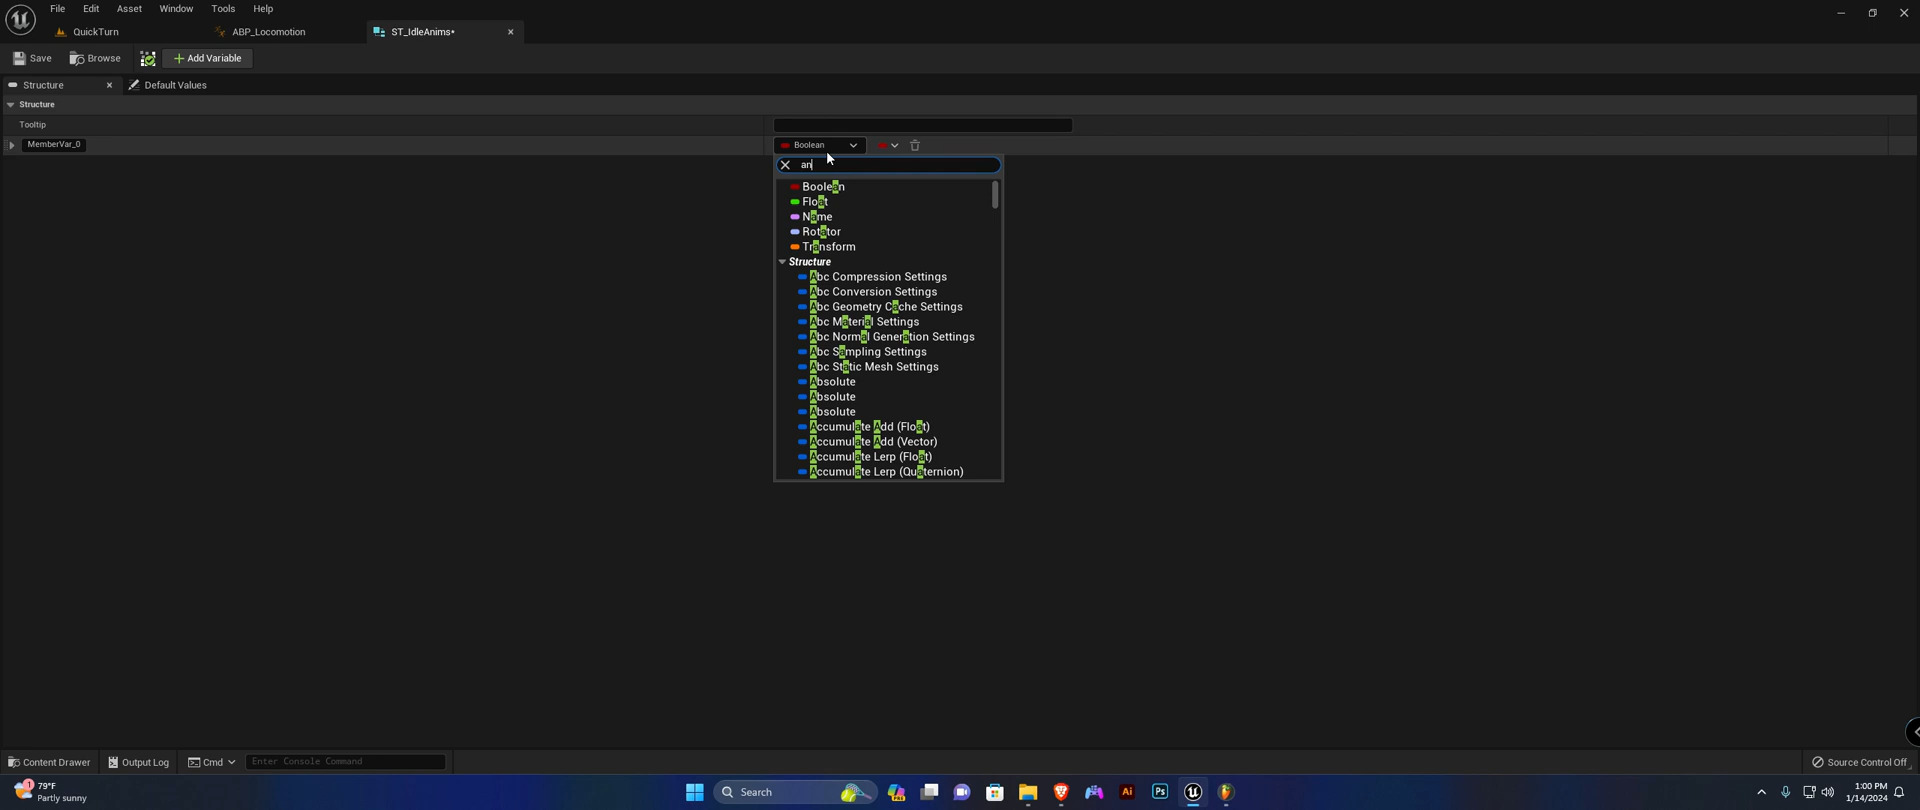 File Edit Asset Window Tools Help
QuickTurn ABP_Locomotion ST_IdleAnims*
Save Browse Add Variable
Structure Default Values
Structure
Tooltip
MemberVar_0 Boolean
an
Boolean
Float
Name
Rotator
Transform
Structure
Abc Compression Settings
Abc Conversion Settings
Abc Geometry Cache Settings
Abc Material Settings
Abc Normal Generation Settings
Abc Sampling Settings
Abc Static Mesh Settings
Absolute
Absolute
Absolute
Accumulate Add (Float)
Accumulate Add (Vector)
Accumulate Lerp (Float)
Accumulate Lerp (Quaternion)
Content Drawer Output Log Cmd Enter Console Command Source Control Off
1 79°F
Partly sunny
Search
PRE
Ai
Ps
1:00 PM
1/14/2024